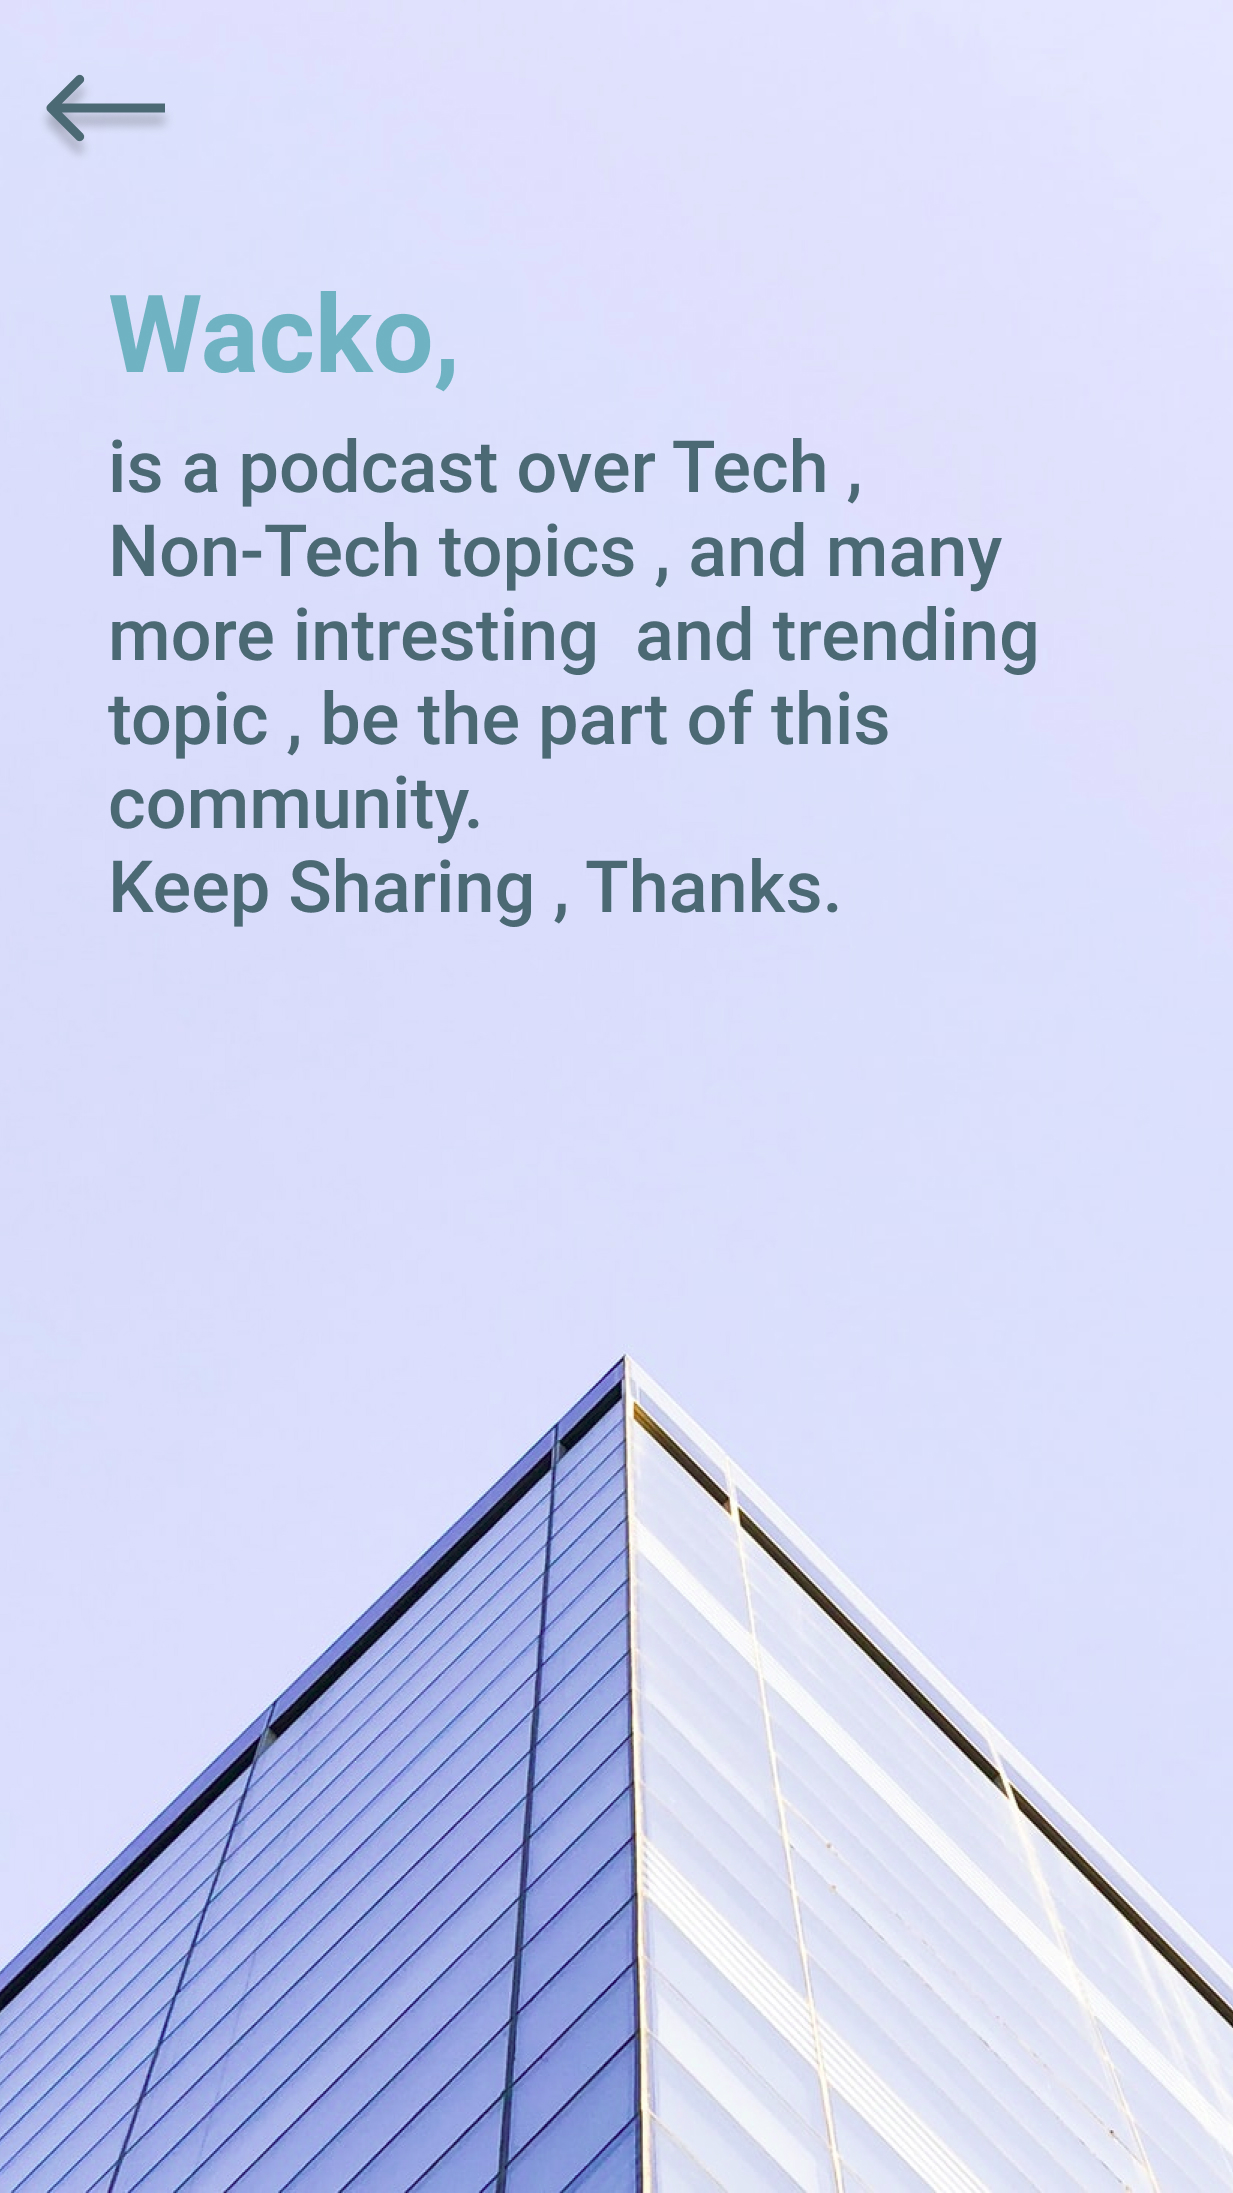 Wacko,
is a podcast over Tech ,
Non-Tech topics , and many
more intresting  and trending
topic , be the part of this
community.
Keep Sharing , Thanks.